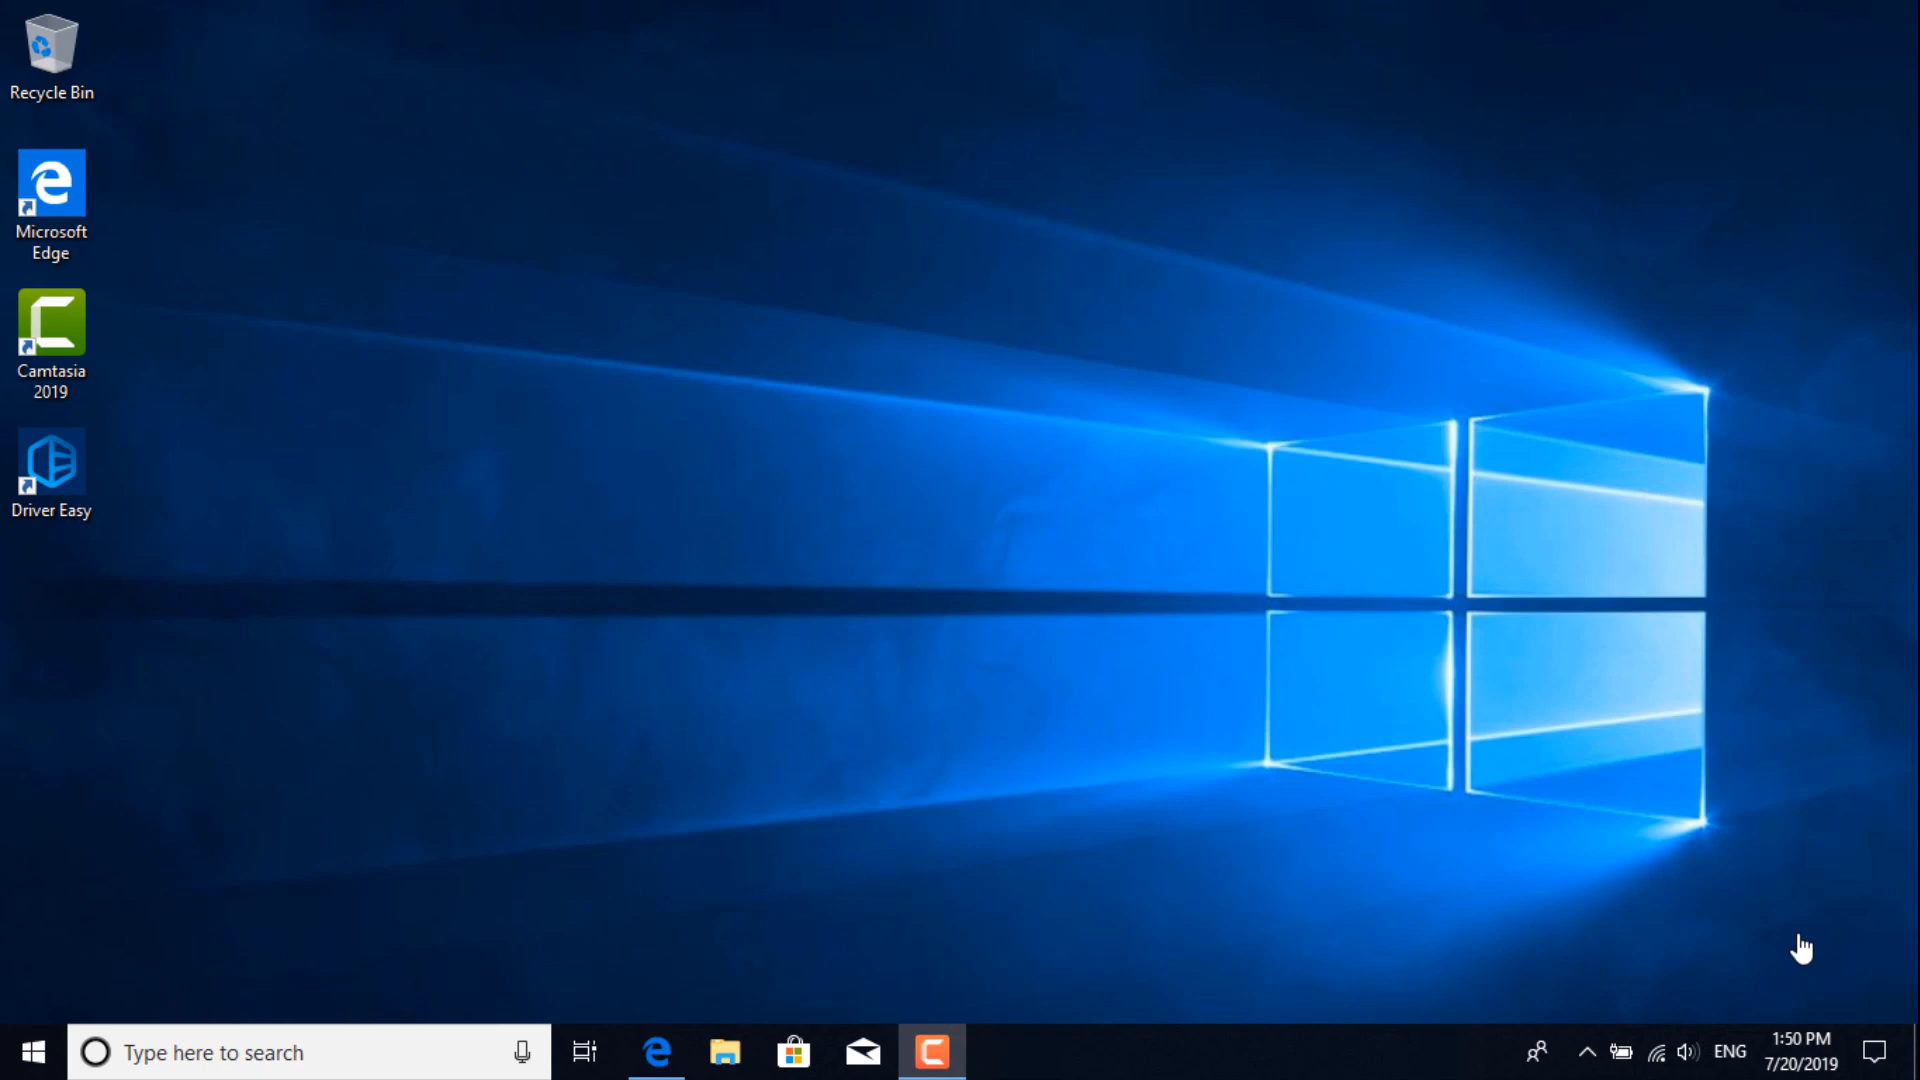 Recycle Bin
Microsoft
Edge
Camtasia
2019
Driver Easy
Type here to search
ENG
1:50 PM
7/20/2019